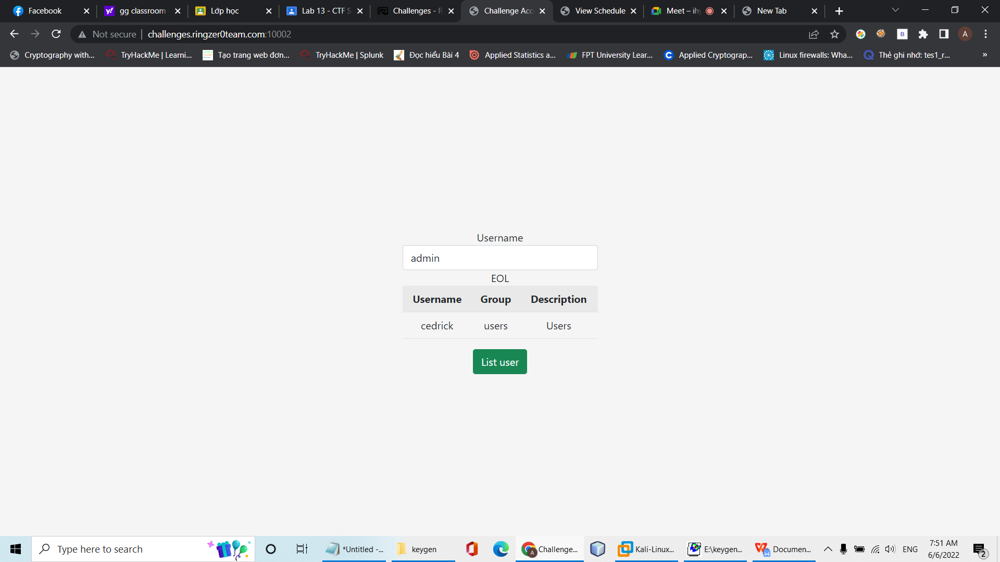 Facebook
gg classroom
Lớp học
Lab 13 - CTF S
Challenges - R
Challenge Acc
View Schedule
Meet – ih
New Tab
Not secure
challenges.ringzer0team.com:10002
A
Cryptography with...
TryHackMe | Learni...
Tạo trang web đơn...
TryHackMe | Splunk
Đọc hiểu Bài 4
Applied Statistics a...
FPT University Lear...
Applied Cryptograp...
Linux firewalls: Wha...
Thẻ ghi nhớ: tes1_r...
»
Username
admin
EOL
Username Group Description
cedrick users Users
List user
Type here to search
*Untitled -...
keygen
Challenge...
Kali-Linux...
E:\keygen...
Documen...
ENG
7:51 AM
6/6/2022
2